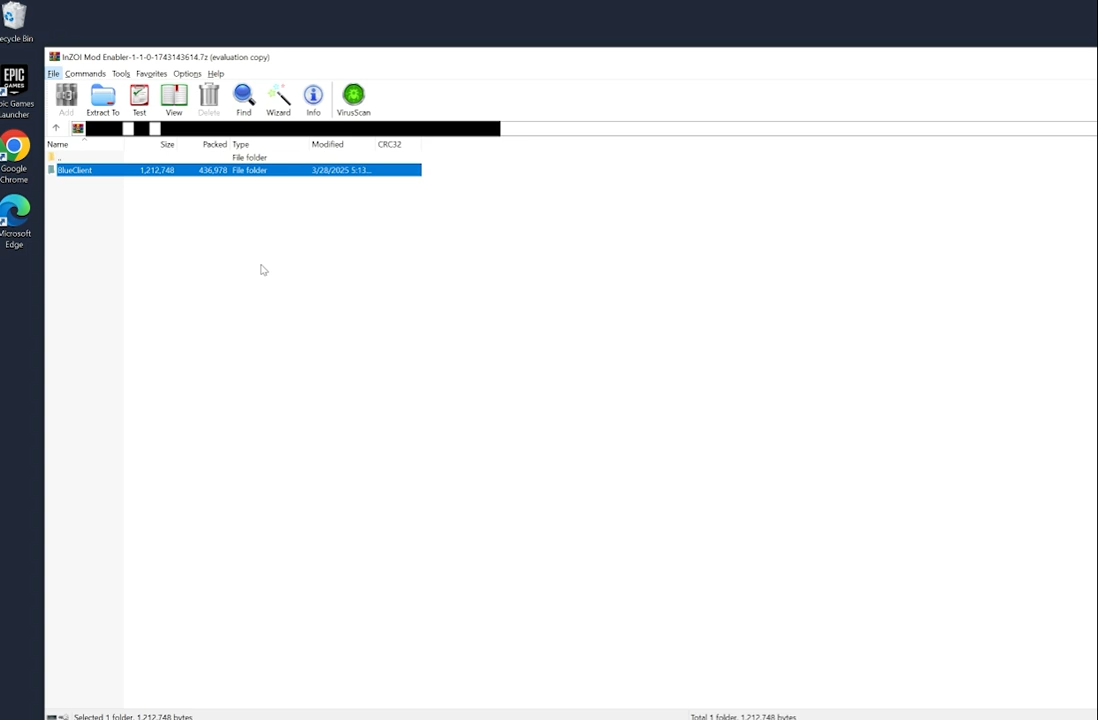 ecycle Bin
InZOI Mod Enabler-1-1-0-1743143614.7z (evaluation copy)
File Commands Tools Favorites Options Help
EPIC GAMES
pic Games
Launcher
Add Extract To Test View Delete Find Wizard Info VirusScan
Name Size Packed Type Modified CRC32
.. File folder
BlueClient 1,212,748 436,978 File folder 3/28/2025 5:13...
Google
Chrome
Microsoft
Edge
Selected 1 folder, 1,212,748 bytes
Total 1 folder, 1,212,748 bytes